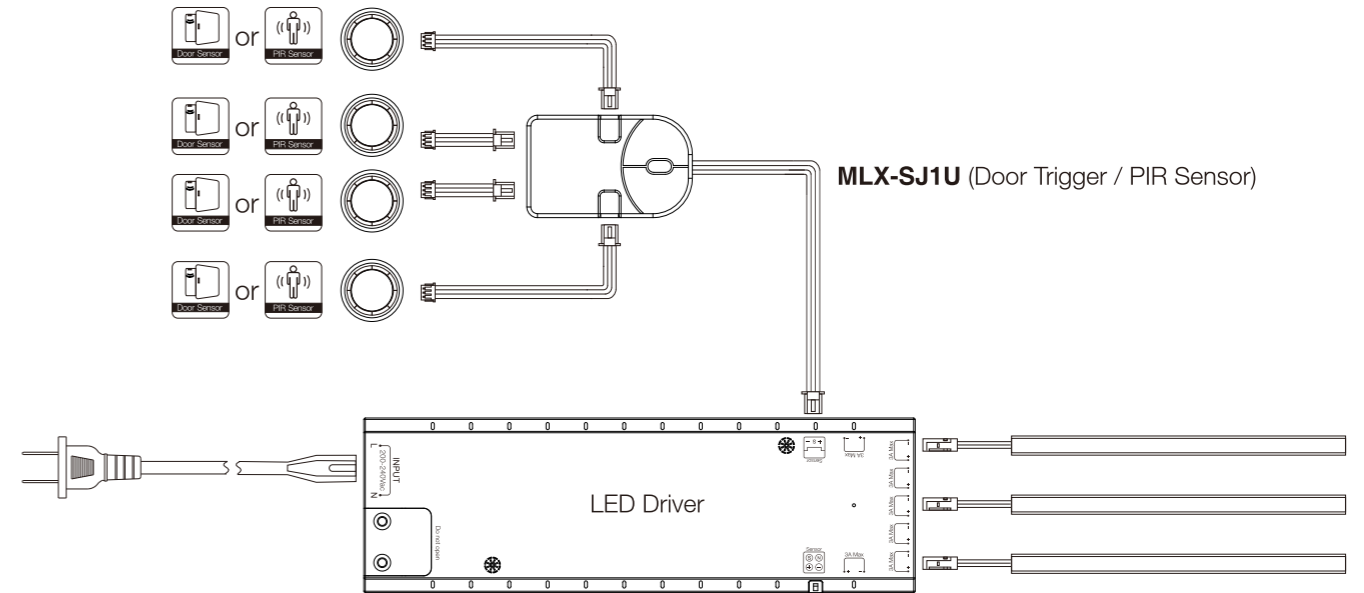 Door Sensor or PIR Sensor
Door Sensor or PIR Sensor
Door Sensor or PIR Sensor
Door Sensor or PIR Sensor
MLX-SJ1U (Door Trigger / PIR Sensor)
L INPUT 200-240Vac N
Do not open
LED Driver
- S +
Sensor
3A Max
3A Max
3A Max
3A Max
3A Max
3A Max
Sensor
3A Max